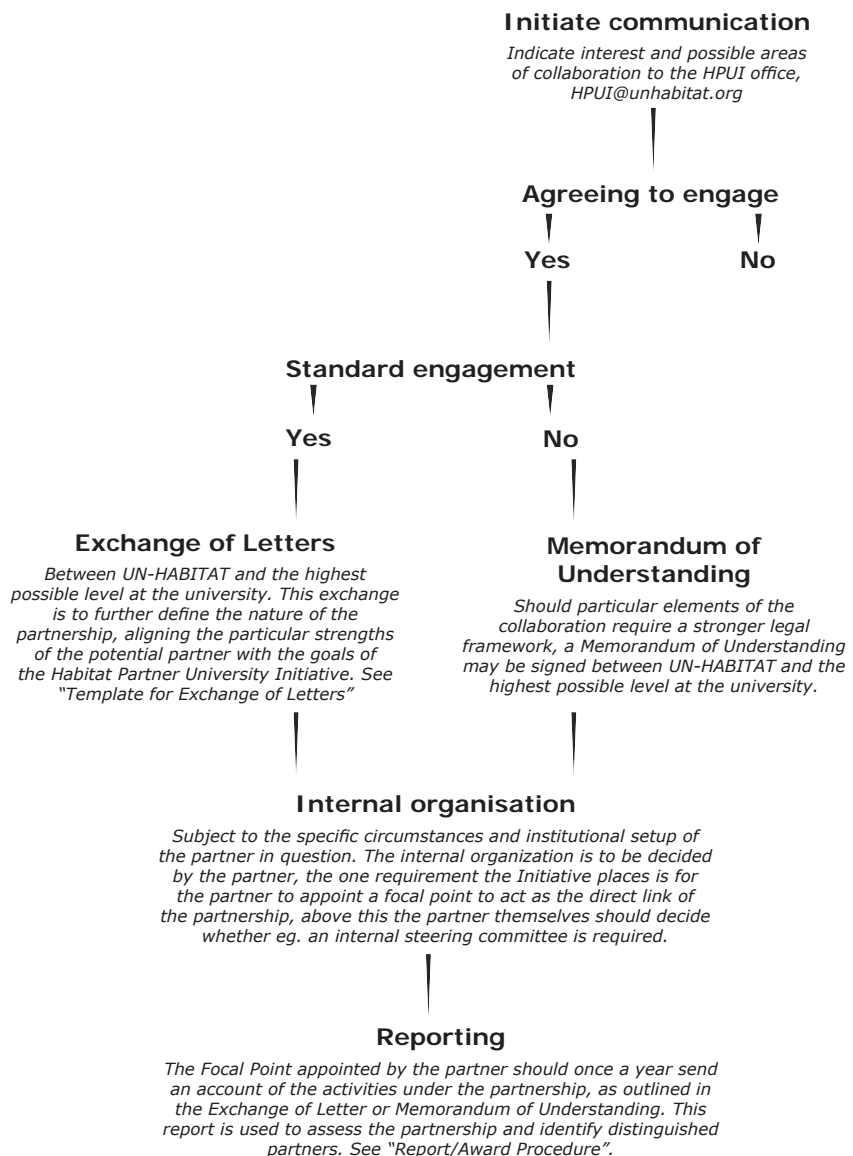 Initiate communication
Indicate interest and possible areas
of collaboration to the HPUI office,
HPUI@unhabitat.org
Agreeing to engage
Yes
No
Standard engagement
Yes
No
Exchange of Letters
Between UN-HABITAT and the highest
possible level at the university. This exchange
is to further define the nature of the
partnership, aligning the particular strengths
of the potential partner with the goals of
the Habitat Partner University Initiative. See
“Template for Exchange of Letters”
Memorandum of
Understanding
Should particular elements of the
collaboration require a stronger legal
framework, a Memorandum of Understanding
may be signed between UN-HABITAT and the
highest possible level at the university.
Internal organisation
Subject to the specific circumstances and institutional setup of
the partner in question. The internal organization is to be decided
by the partner, the one requirement the Initiative places is for
the partner to appoint a focal point to act as the direct link of
the partnership, above this the partner themselves should decide
whether eg. an internal steering committee is required.
Reporting
The Focal Point appointed by the partner should once a year send
an account of the activities under the partnership, as outlined in
the Exchange of Letter or Memorandum of Understanding. This
report is used to assess the partnership and identify distinguished
partners. See “Report/Award Procedure”.